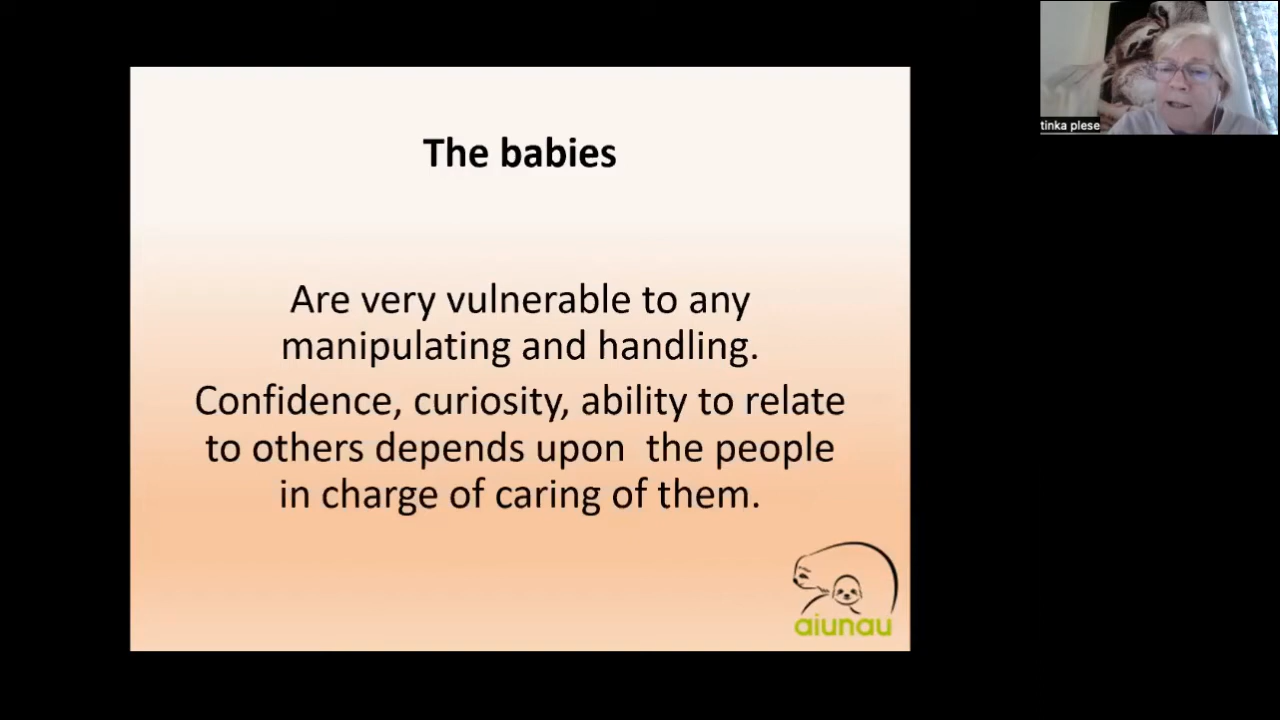 The babies
Are very vulnerable to any
manipulating and handling.
Confidence, curiosity, ability to relate
to others depends upon  the people
in charge of caring of them.
aiunau
tinka plese